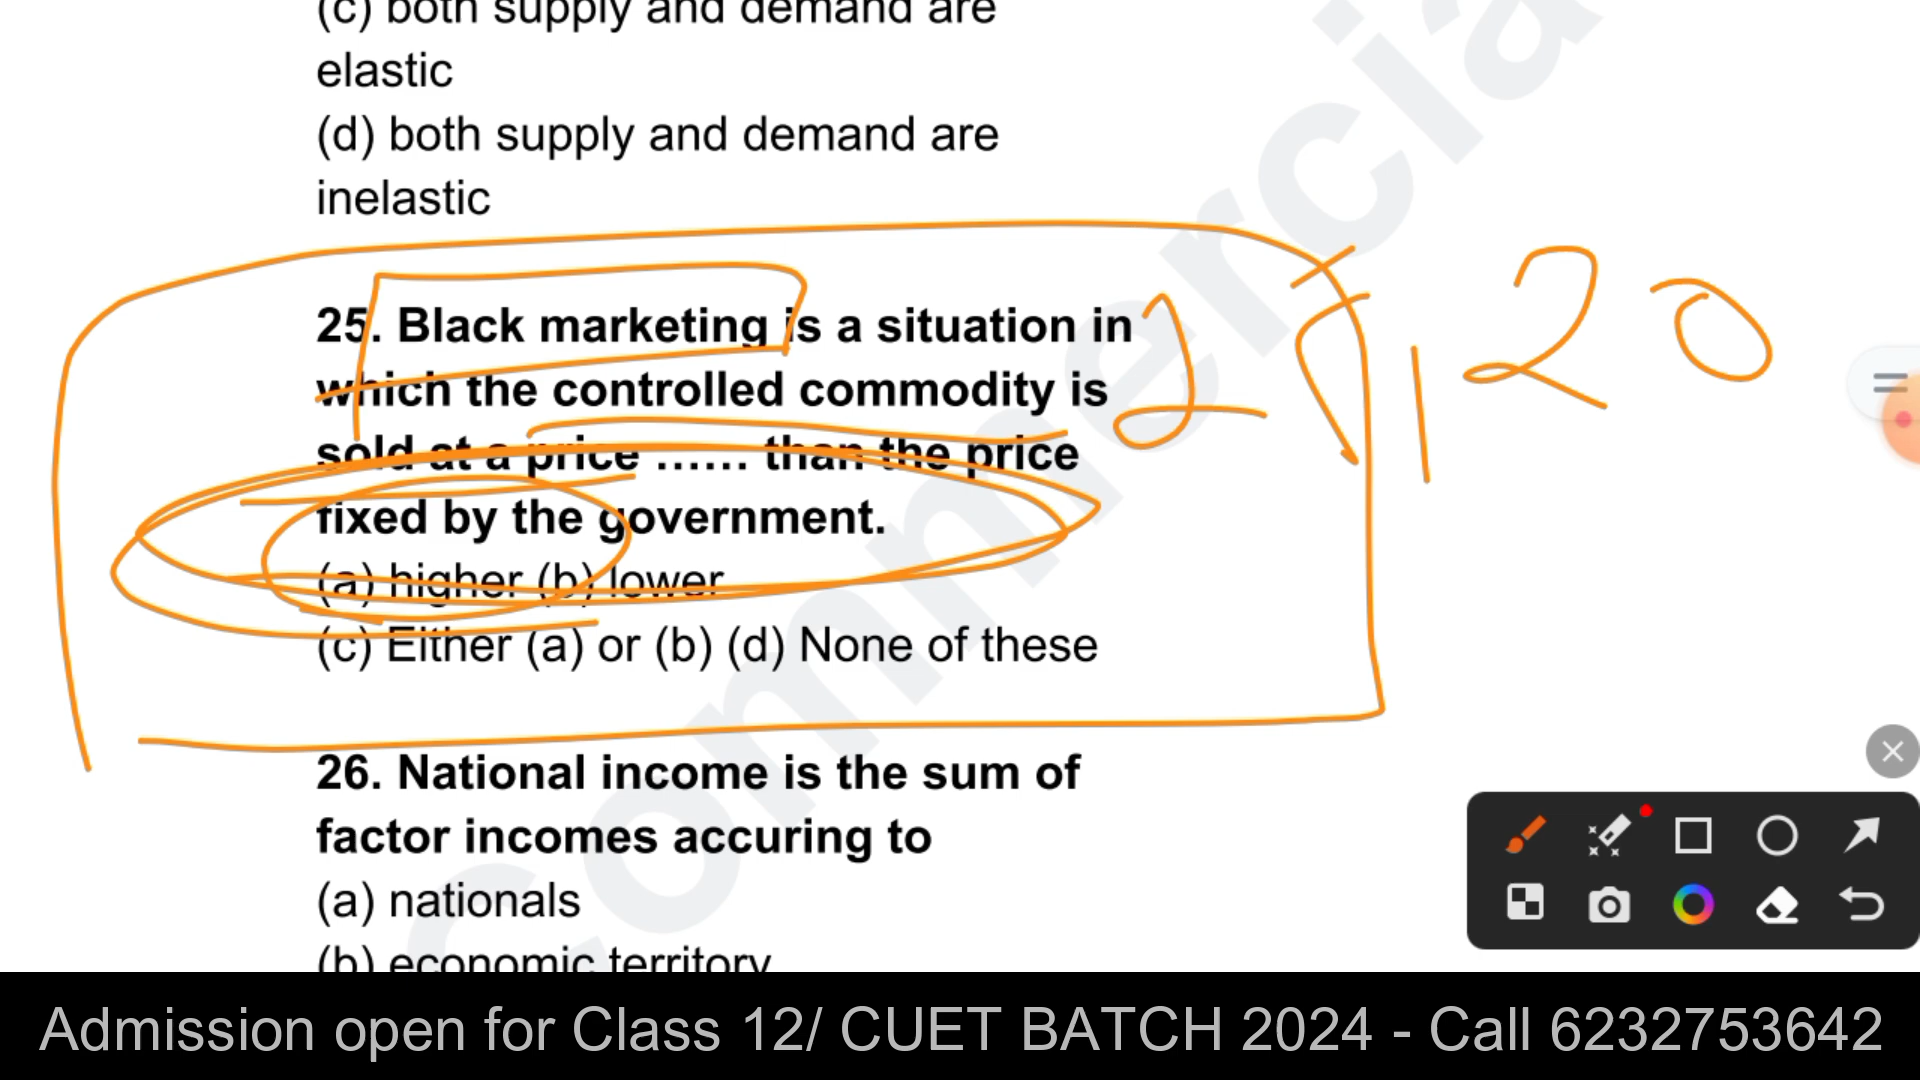 (c) both supply and demand are
elastic
(d) both supply and demand are
inelastic
25. Black marketing is a situation in
which the controlled commodity is
sold at a price ...... than the price
fixed by the government.
(a) higher (b) lower
(c) Either (a) or (b) (d) None of these
26. National income is the sum of
factor incomes accuring to
(a) nationals
(b) economic territory
20
Commercia
Admission open for Class 12/ CUET BATCH 2024 - Call 6232753642